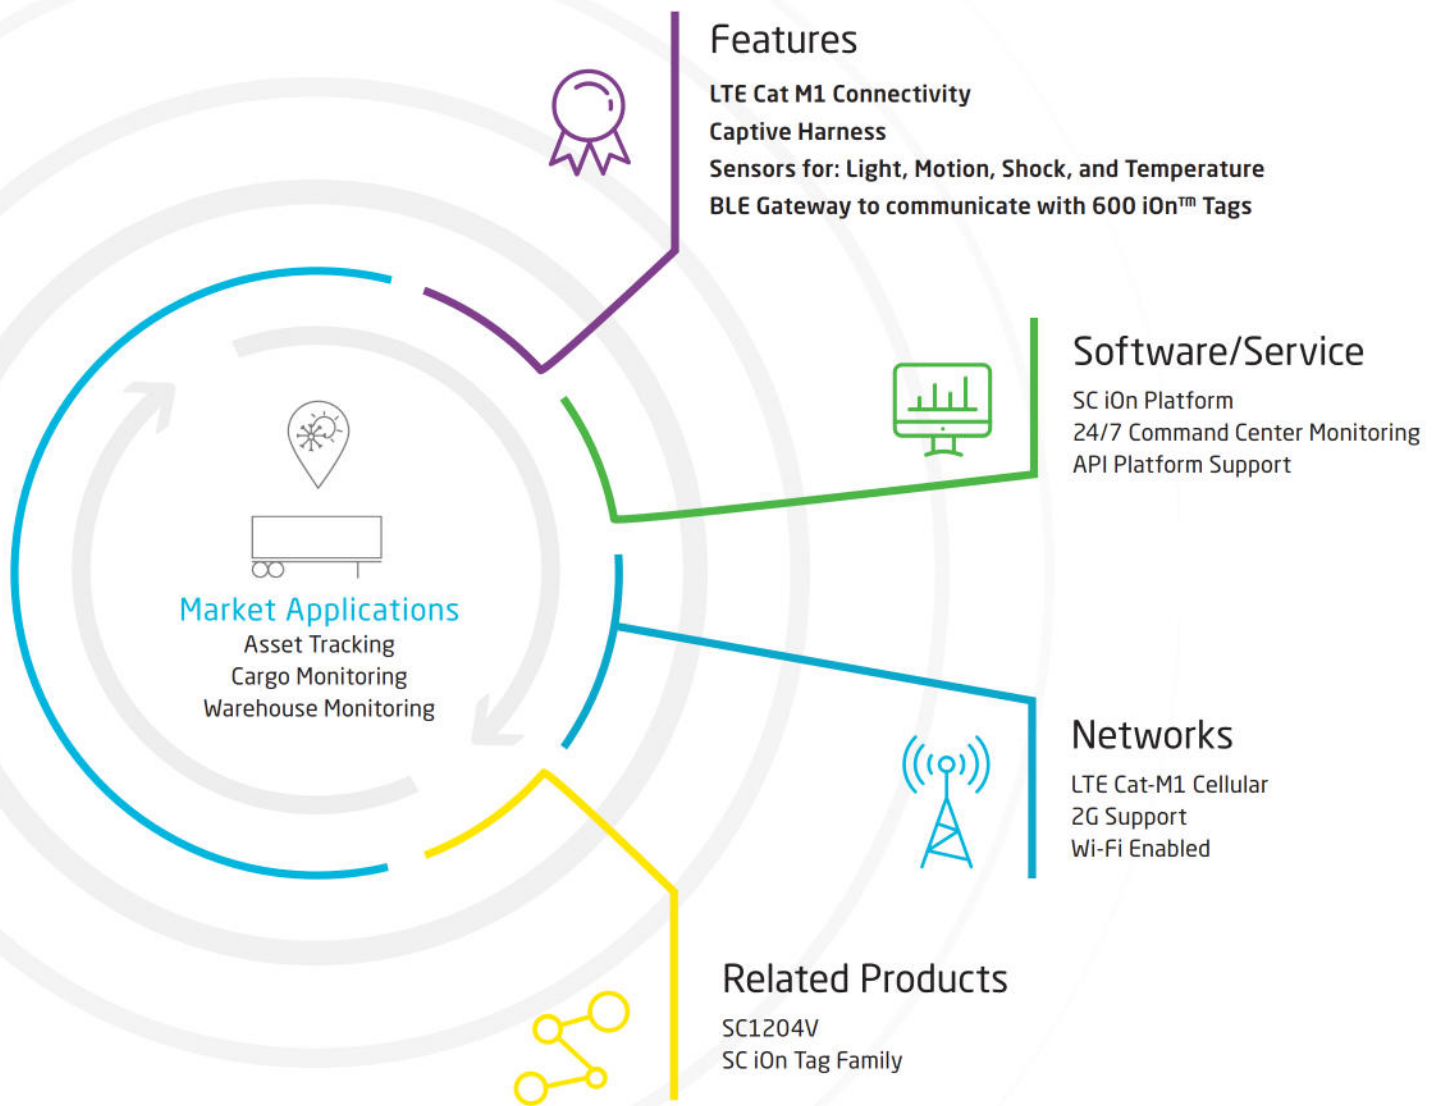 Features
LTE Cat M1 Connectivity
Captive Harness
Sensors for: Light, Motion, Shock, and Temperature
BLE Gateway to communicate with 600 iOn™ Tags
Software/Service
SC iOn Platform
24/7 Command Center Monitoring
API Platform Support
Market Applications
Asset Tracking
Cargo Monitoring
Warehouse Monitoring
Networks
LTE Cat-M1 Cellular
2G Support
Wi-Fi Enabled
Related Products
SC1204V
SC iOn Tag Family